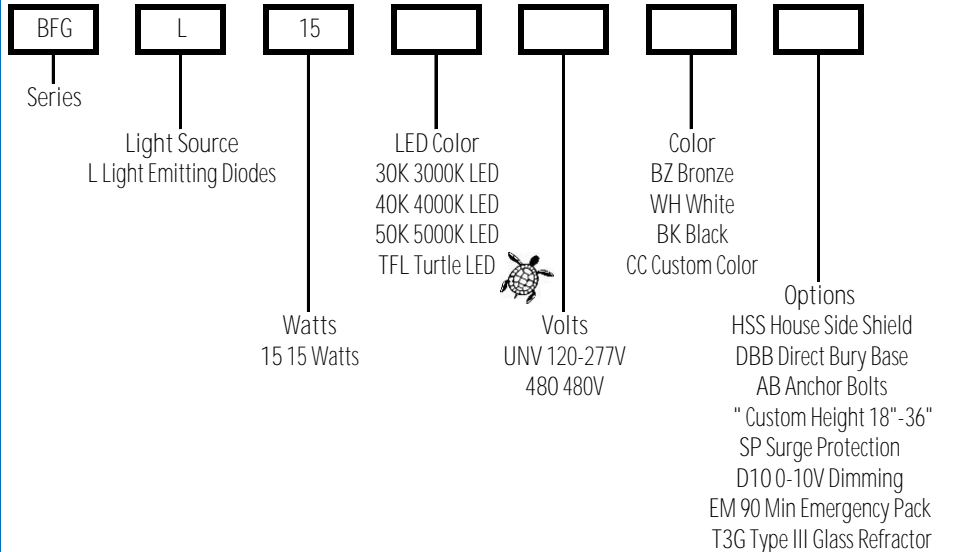 BFG
L
15
Series
Light Source
L Light Emitting Diodes
Watts
15 15 Watts
LED Color
30K 3000K LED
40K 4000K LED
50K 5000K LED
TFL Turtle LED
Volts
UNV 120-277V
480 480V
Color
BZ Bronze
WH White
BK Black
CC Custom Color
Options
HSS House Side Shield
DBB Direct Bury Base
AB Anchor Bolts
" Custom Height 18"-36"
SP Surge Protection
D10 0-10V Dimming
EM 90 Min Emergency Pack
T3G Type III Glass Refractor